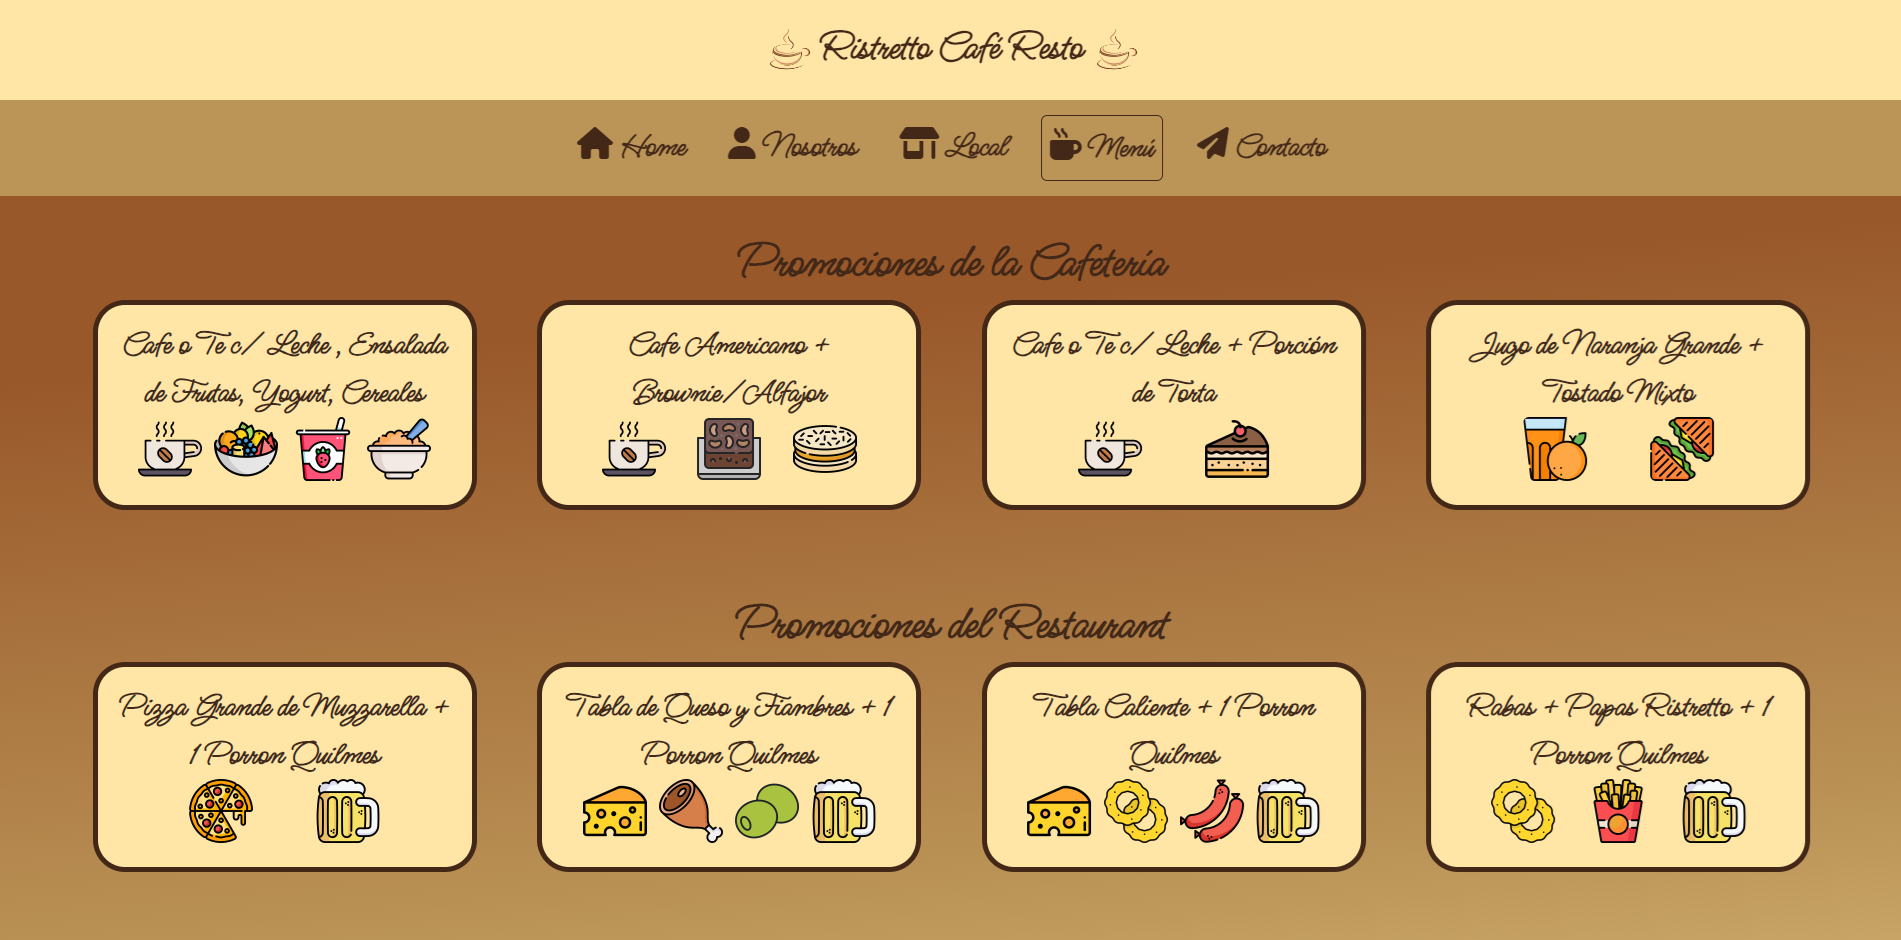 Ristretto Café Resto
Home Nosotros Local Menú Contacto
Promociones de la Cafetería
Cafe o Te c/ Leche , Ensalada
de Frutas, Yogurt, Cereales
Cafe Americano +
Brownie/Alfajor
Cafe o Te c/ Leche + Porción
de Torta
Jugo de Naranja Grande +
Tostado Mixto
Promociones del Restaurant
Pizza Grande de Muzzarella +
1 Porron Quilmes
Tabla de Queso y Fiambres + 1
Porron Quilmes
Tabla Caliente + 1 Porron
Quilmes
Rabas + Papas Ristretto + 1
Porron Quilmes